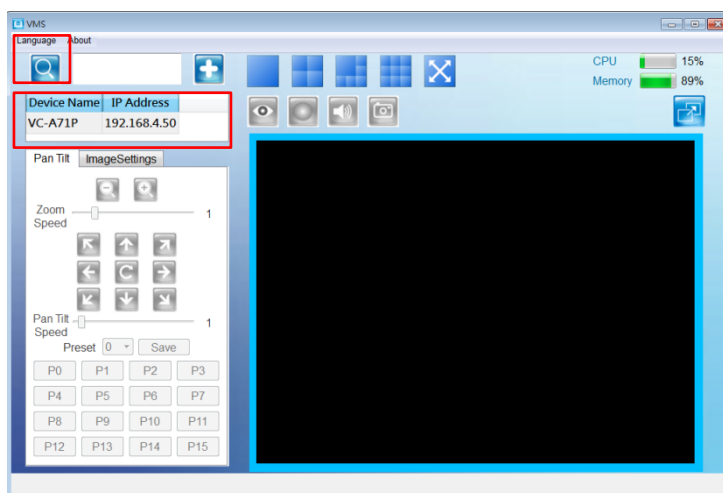 VMS
Language About
CPU 15%
Memory 89%
Device Name IP Address
VC-A71P 192.168.4.50
Pan Tilt ImageSettings
Zoom Speed 1
Pan Tilt Speed 1
Preset 0 Save
P0 P1 P2 P3
P4 P5 P6 P7
P8 P9 P10 P11
P12 P13 P14 P15